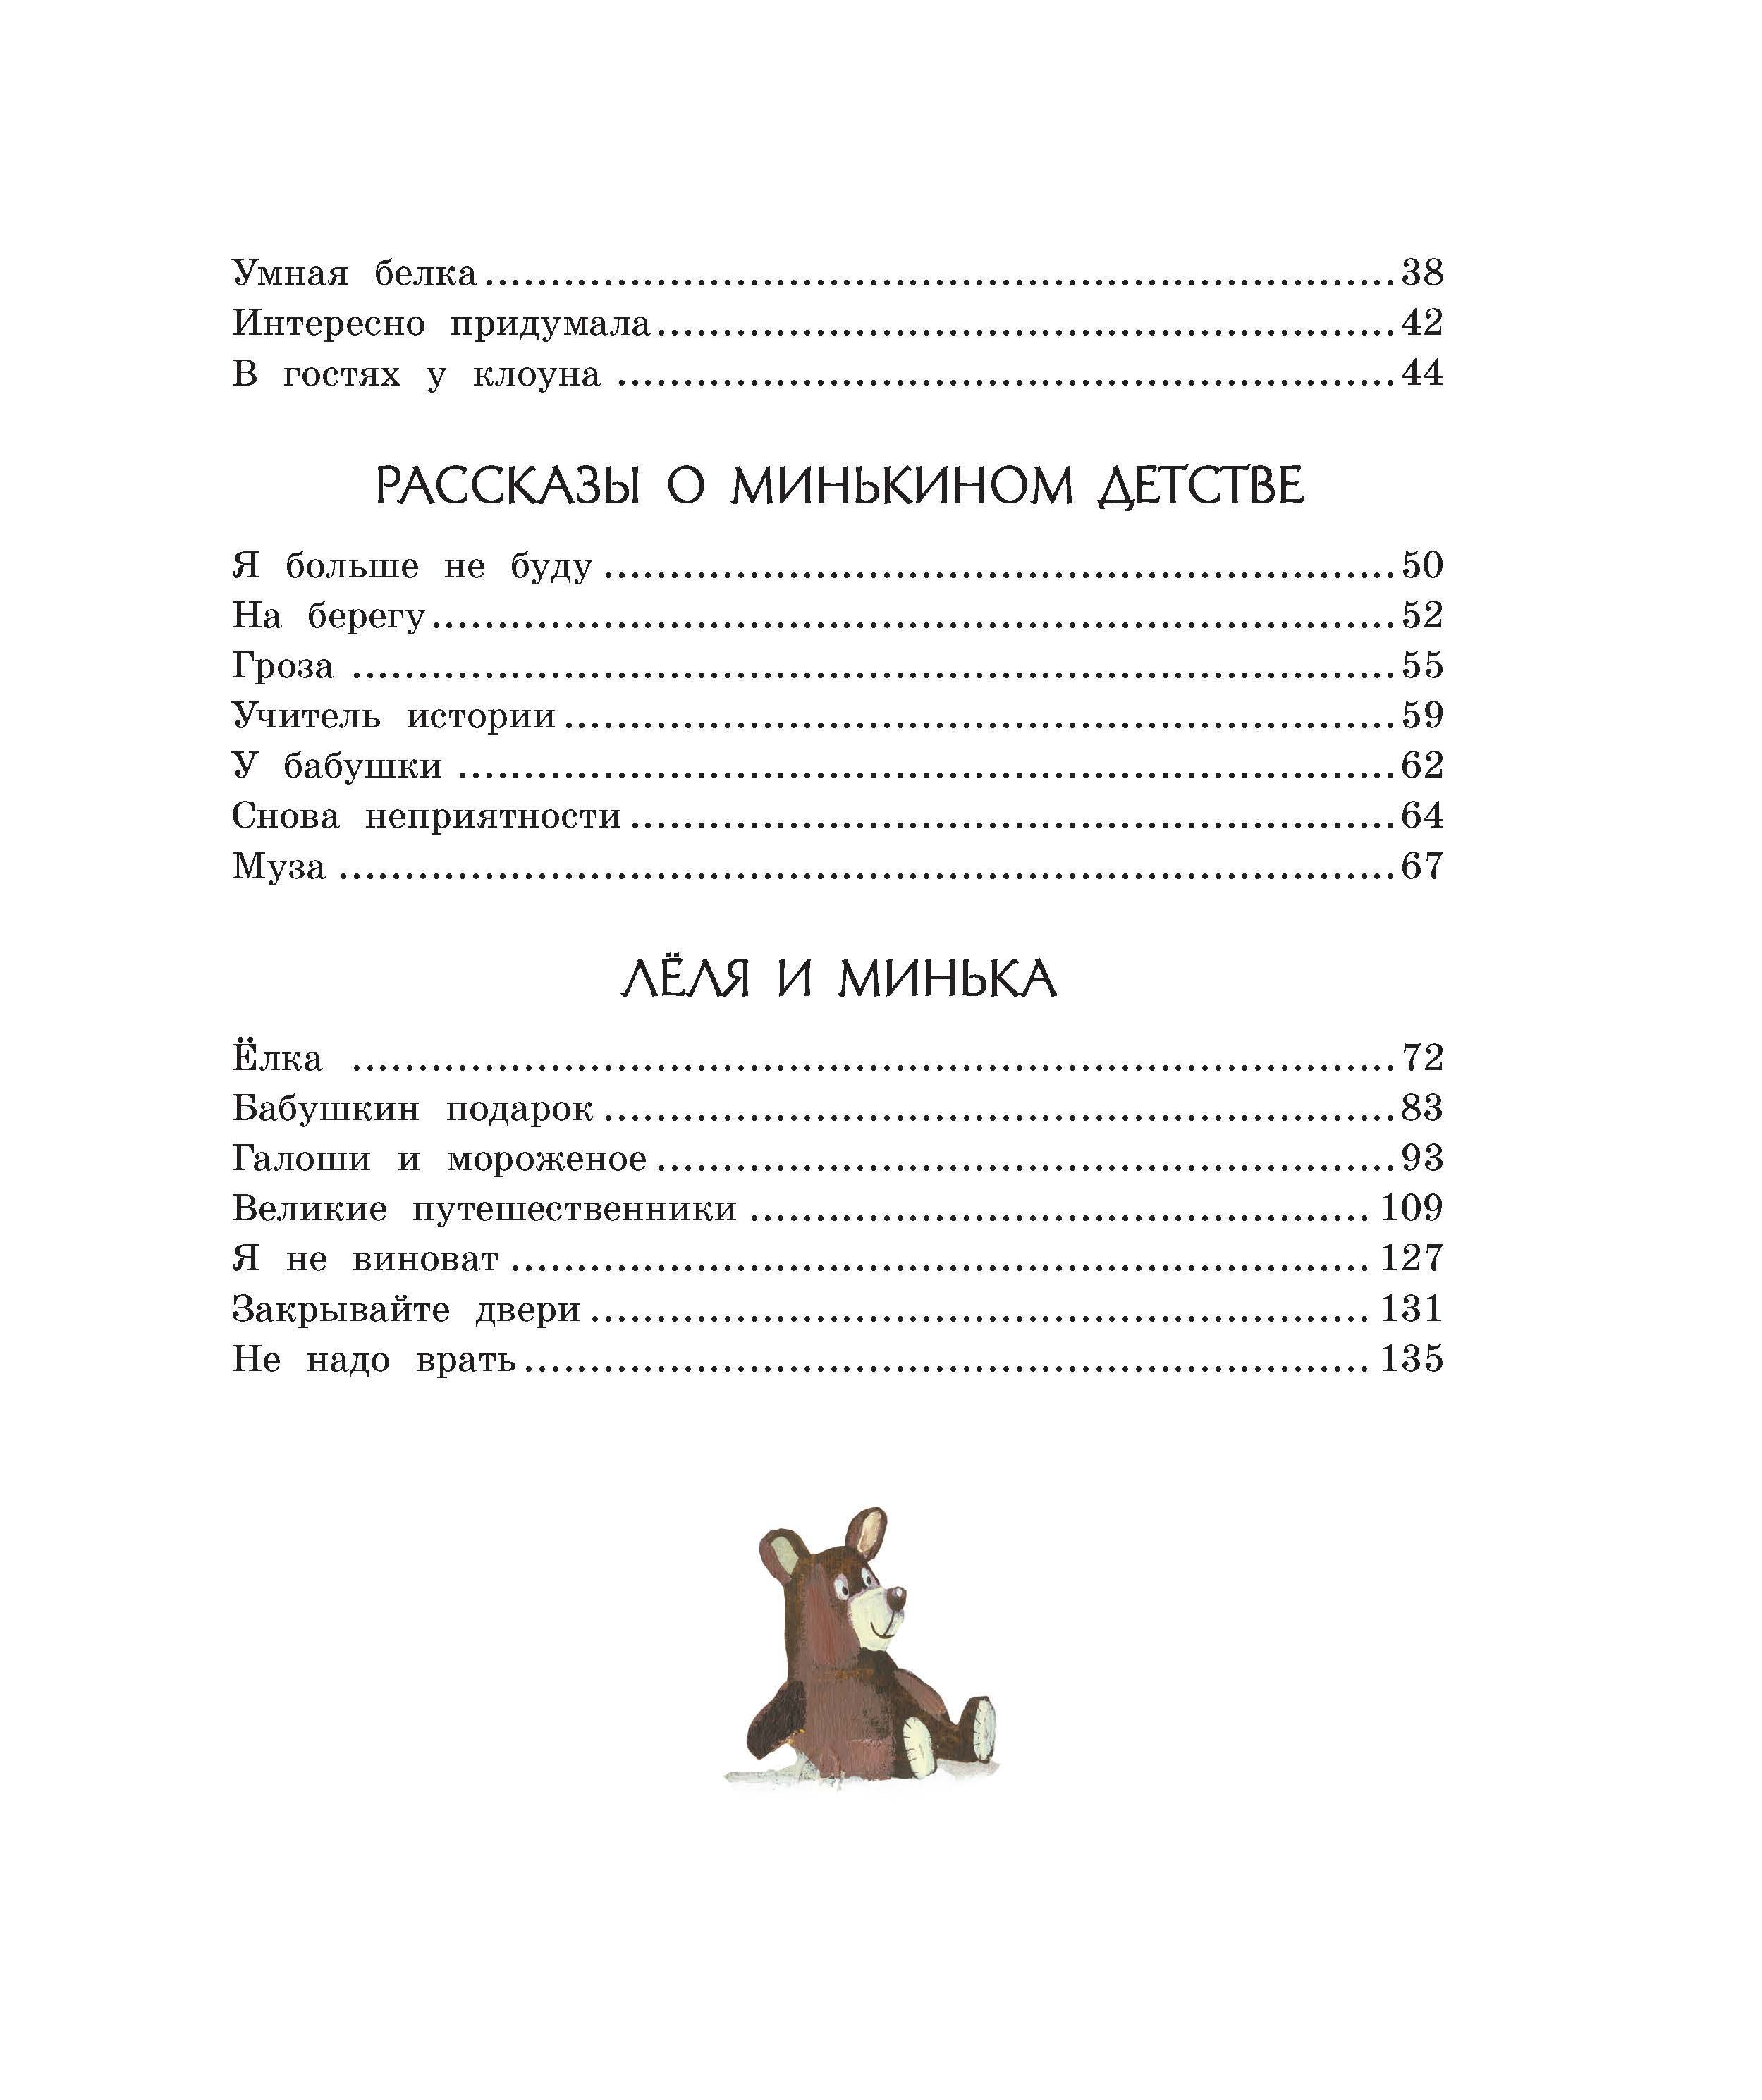 Умная белка ........ 38
Интересно придумала ........ 42
В гостях у клоуна ........ 44
РАССКАЗЫ О МИНЬКИНОМ ДЕТСТВЕ
Я больше не буду ........ 50
На берегу ........ 52
Гроза ........ 55
Учитель истории ........ 59
У бабушки ........ 62
Снова неприятности ........ 64
Муза ........ 67
ЛЁЛЯ И МИНЬКА
Ёлка ........ 72
Бабушкин подарок ........ 83
Галоши и мороженое ........ 93
Великие путешественники ........ 109
Я не виноват ........ 127
Закрывайте двери ........ 131
Не надо врать ........ 135